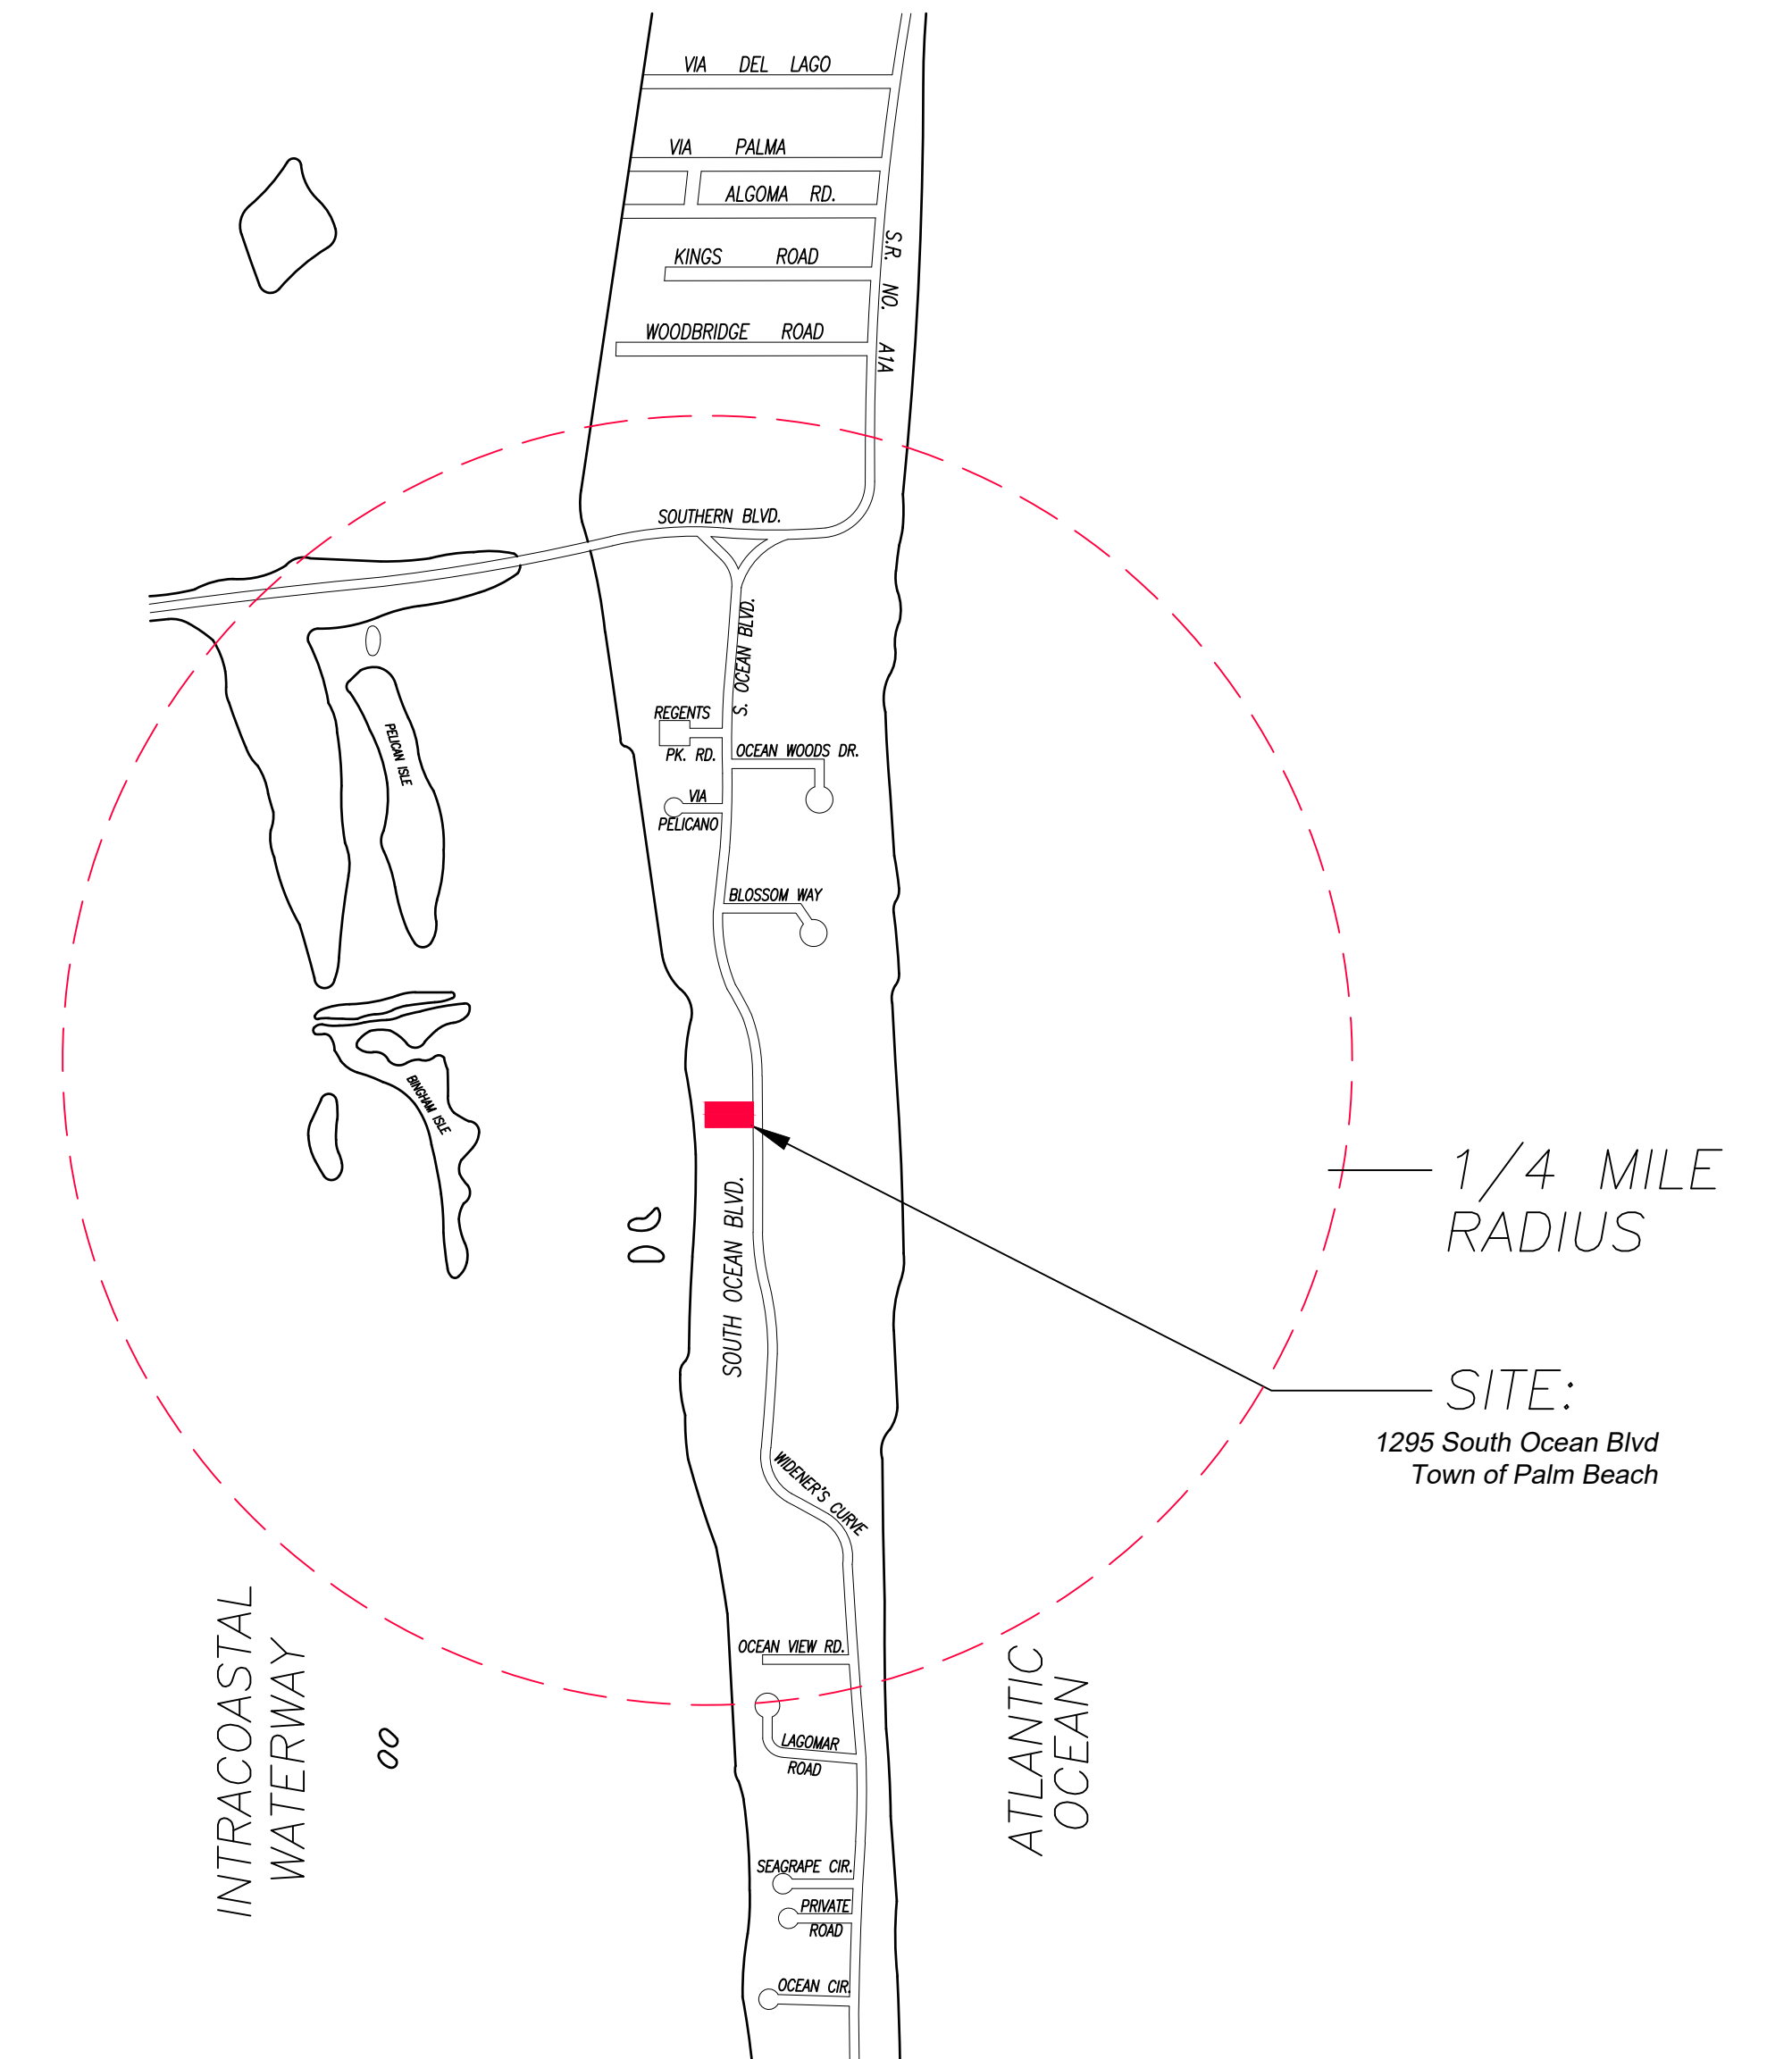 VIA DEL LAGO
VIA PALMA
ALGOMA RD.
KINGS ROAD
S.R. NO. A1A
WOODBRIDGE ROAD
SOUTHERN BLVD.
S. OCEAN BLVD.
REGENTS
PK. RD.
OCEAN WOODS DR.
PELICAN ISLE
VIA
PELICANO
BLOSSOM WAY
BINGHAM ISLE
SOUTH OCEAN BLVD.
1/4 MILE
RADIUS
SITE:
1295 South Ocean Blvd
Town of Palm Beach
WIDENER'S CURVE
OCEAN VIEW RD.
INTRACOASTAL
WATERWAY
ATLANTIC
OCEAN
LAGOMAR
ROAD
SEAGRAPE CIR.
PRIVATE
ROAD
OCEAN CIR.